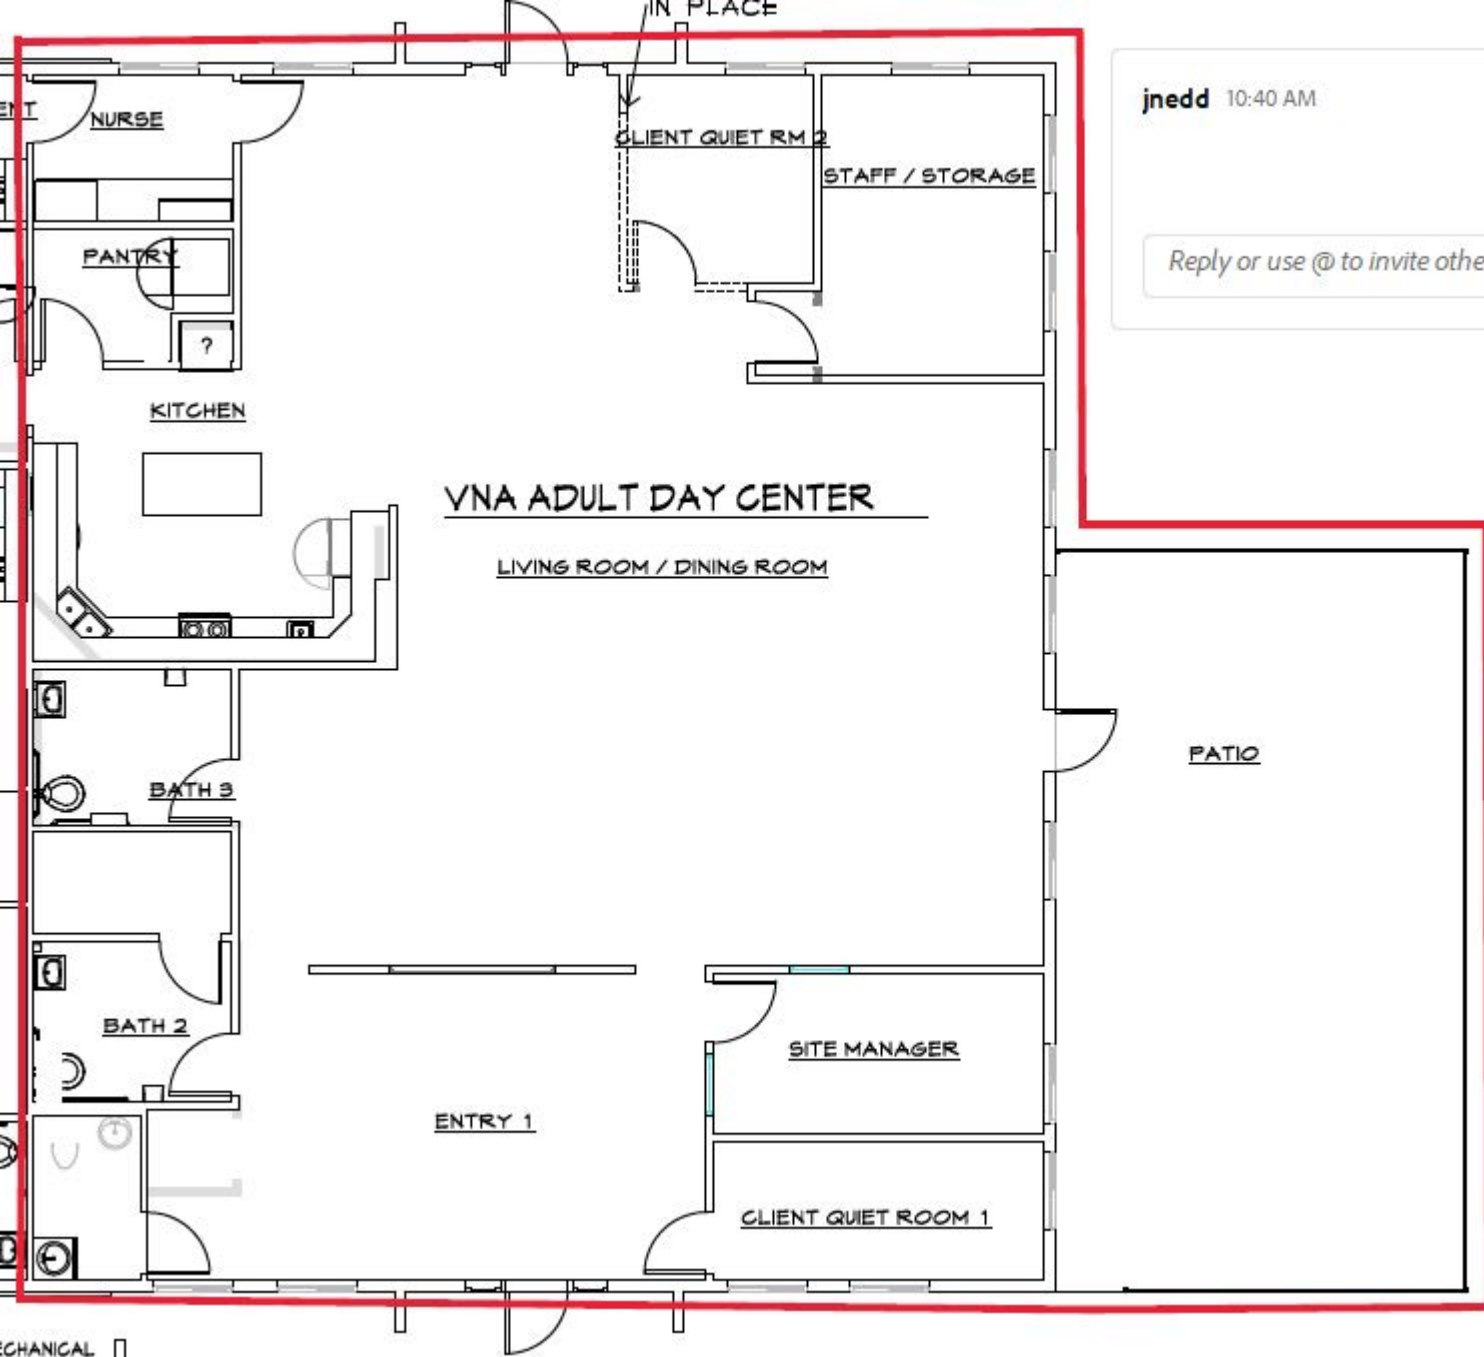 IN PLACE
jnedd 10:40 AM
ENT
NURSE
CLIENT QUIET RM 2
STAFF / STORAGE
PANTRY
Reply or use @ to invite othe
?
KITCHEN
VNA ADULT DAY CENTER
LIVING ROOM / DINING ROOM
PATIO
BATH 3
BATH 2
SITE MANAGER
ENTRY 1
CLIENT QUIET ROOM 1
ECHANICAL